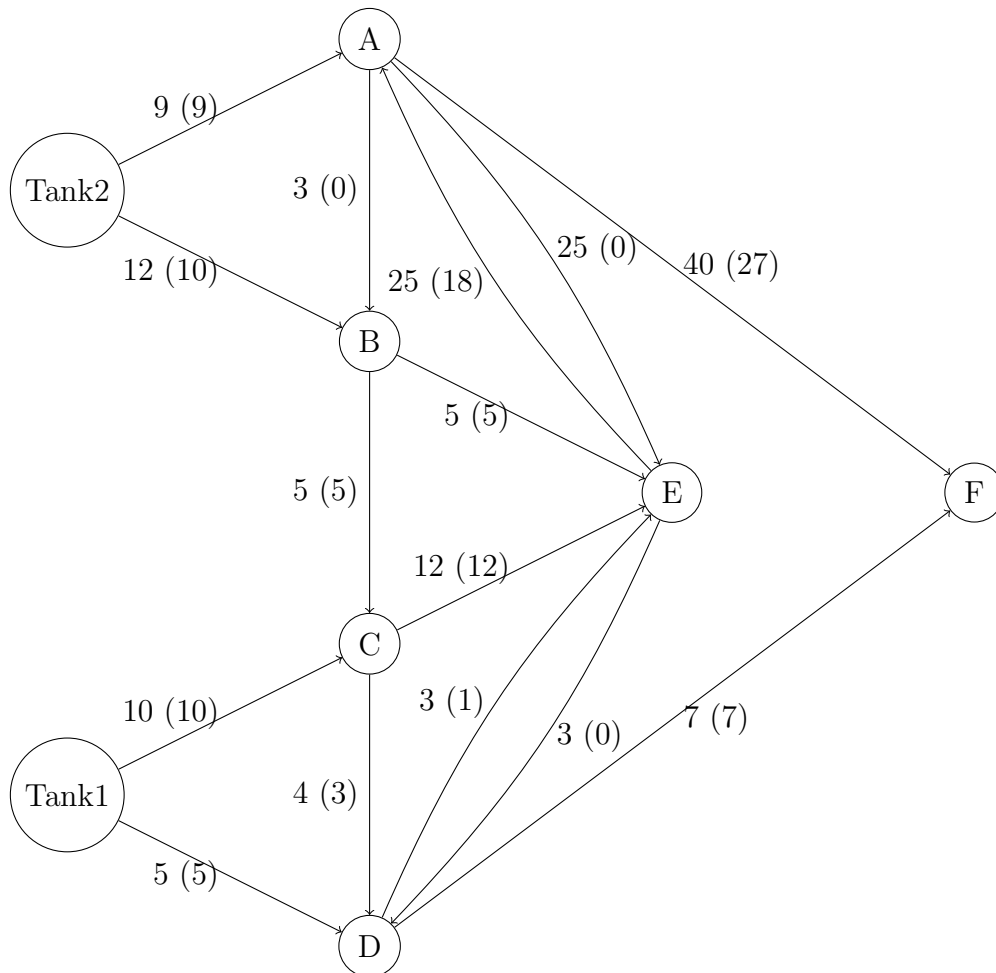 A
9 (9)
Tank2
3 (0)
25 (0)
40 (27)
12 (10)
25 (18)
B
5 (5)
5 (5)
E
F
12 (12)
C
10 (10)
3 (1)
7 (7)
3 (0)
Tank1
4 (3)
5 (5)
D